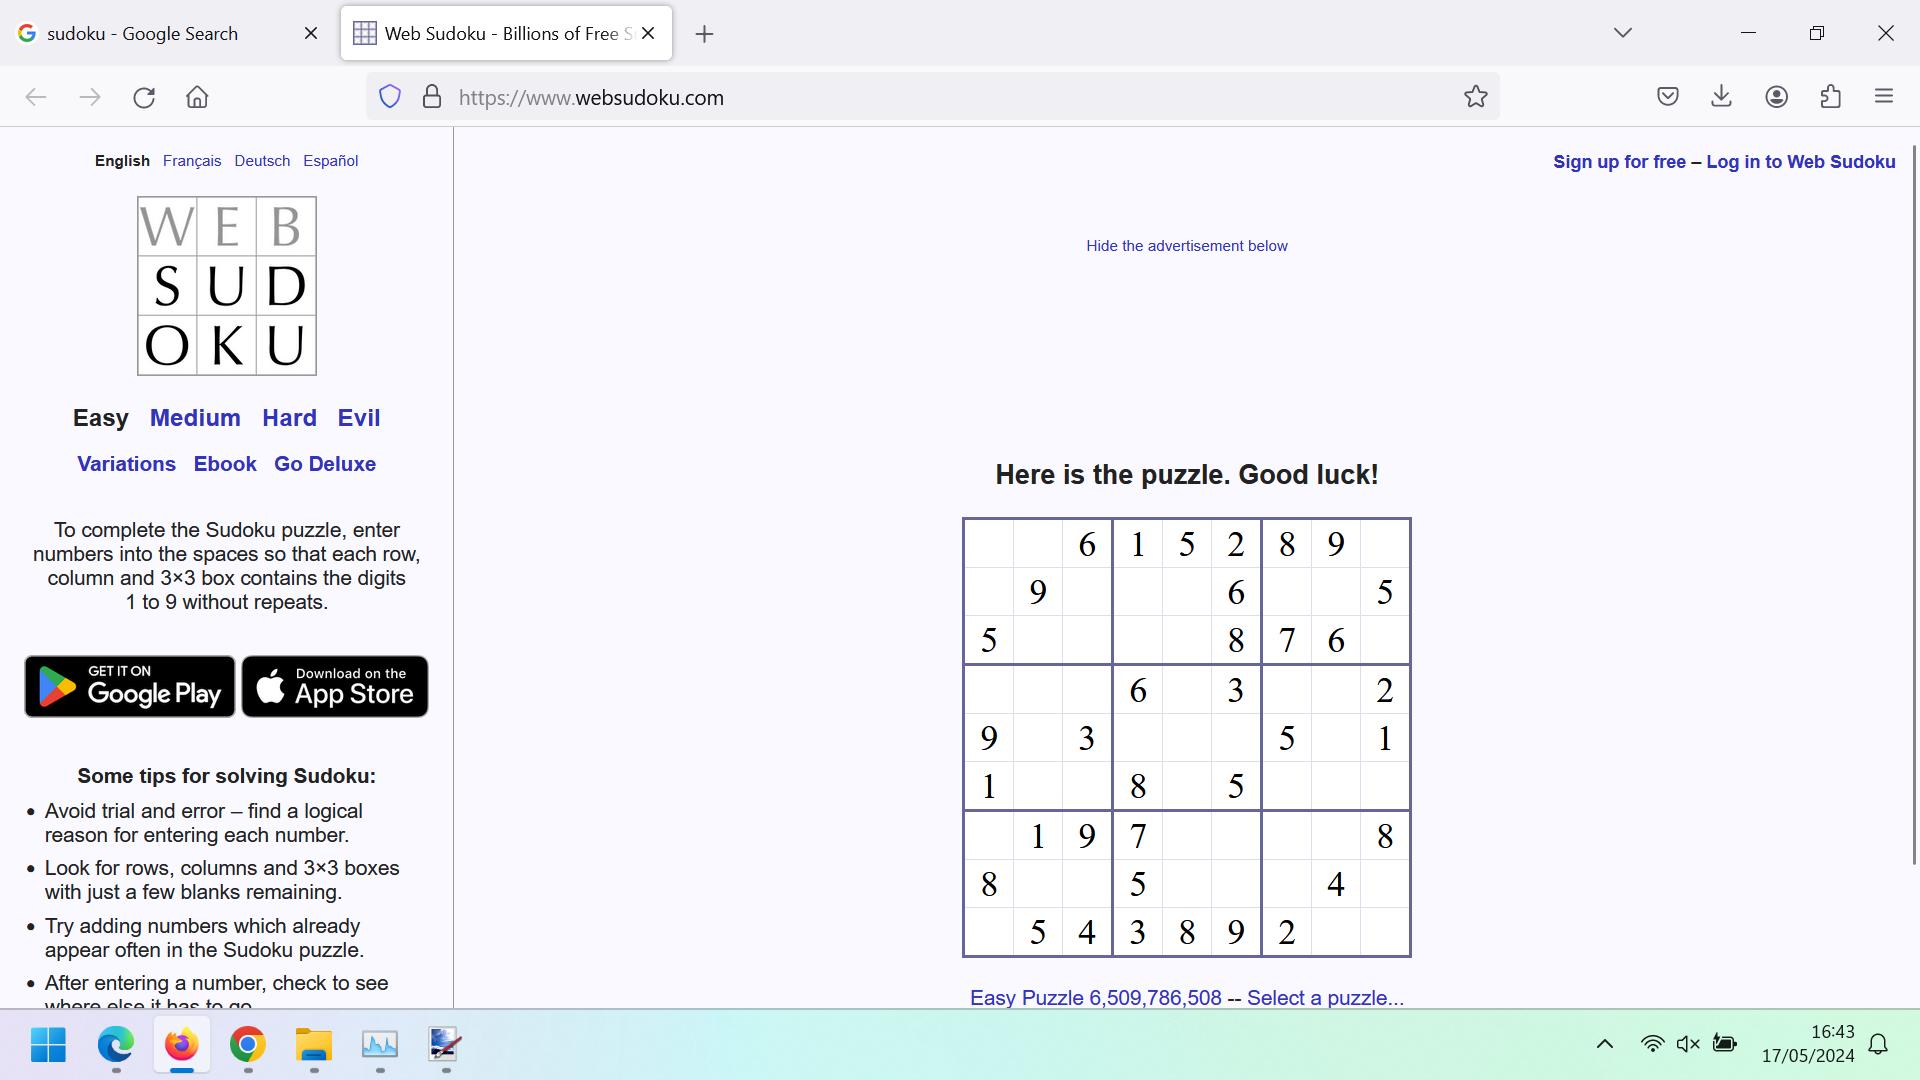 sudoku - Google Search
Web Sudoku - Billions of Free S
https://www.websudoku.com
English Français Deutsch Español
Sign up for free – Log in to Web Sudoku
WEB
SUD
OKU
Hide the advertisement below
Easy Medium Hard Evil
Variations Ebook Go Deluxe
To complete the Sudoku puzzle, enter
numbers into the spaces so that each row,
column and 3×3 box contains the digits
1 to 9 without repeats.
GET IT ON
Google Play
Download on the
App Store
Some tips for solving Sudoku:
• Avoid trial and error – find a logical
reason for entering each number.
• Look for rows, columns and 3×3 boxes
with just a few blanks remaining.
• Try adding numbers which already
appear often in the Sudoku puzzle.
• After entering a number, check to see
where else it has to go.
Here is the puzzle. Good luck!
6 1 5 2 8 9
9 6 5
5 8 7 6
6 3 2
9 3 5 1
1 8 5
1 9 7 8
8 5 4
5 4 3 8 9 2
Easy Puzzle 6,509,786,508 -- Select a puzzle...
16:43
17/05/2024